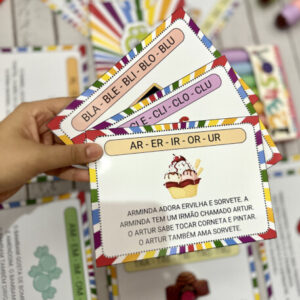 BLA - BLE - BLI - BLO - BLU
CLE - CLI - CLO - CLU
AR - ER - IR - OR - UR
ARMINDA ADORA ERVILHA E SORVETE. A
ARMINDA TEM UM IRMÃO CHAMADO ARTUR.
O ARTUR SABE TOCAR CORNETA E PINTAR.
O ARTUR TAMBÉM AMA SORVETE.